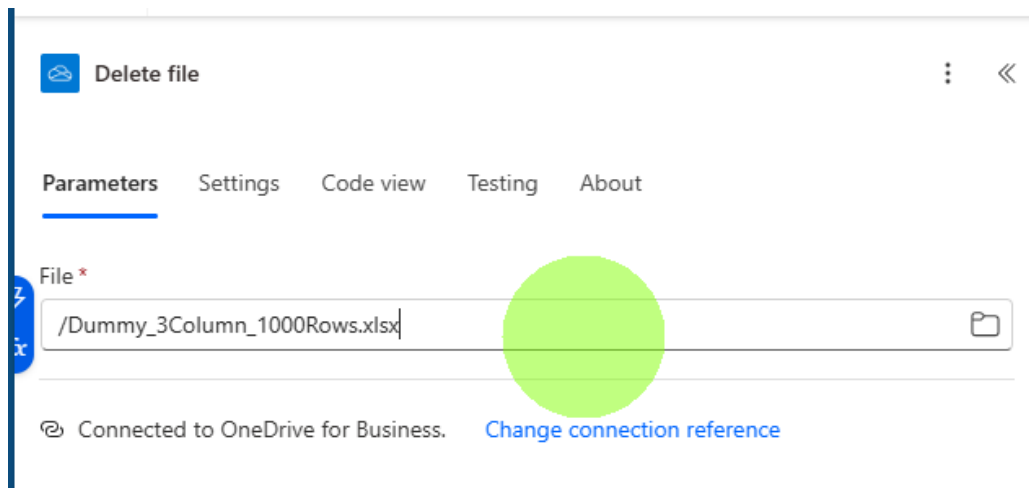 Delete file
Parameters Settings Code view Testing About
File *
/Dummy_3Column_1000Rows.xlsx
fx
Connected to OneDrive for Business. Change connection reference